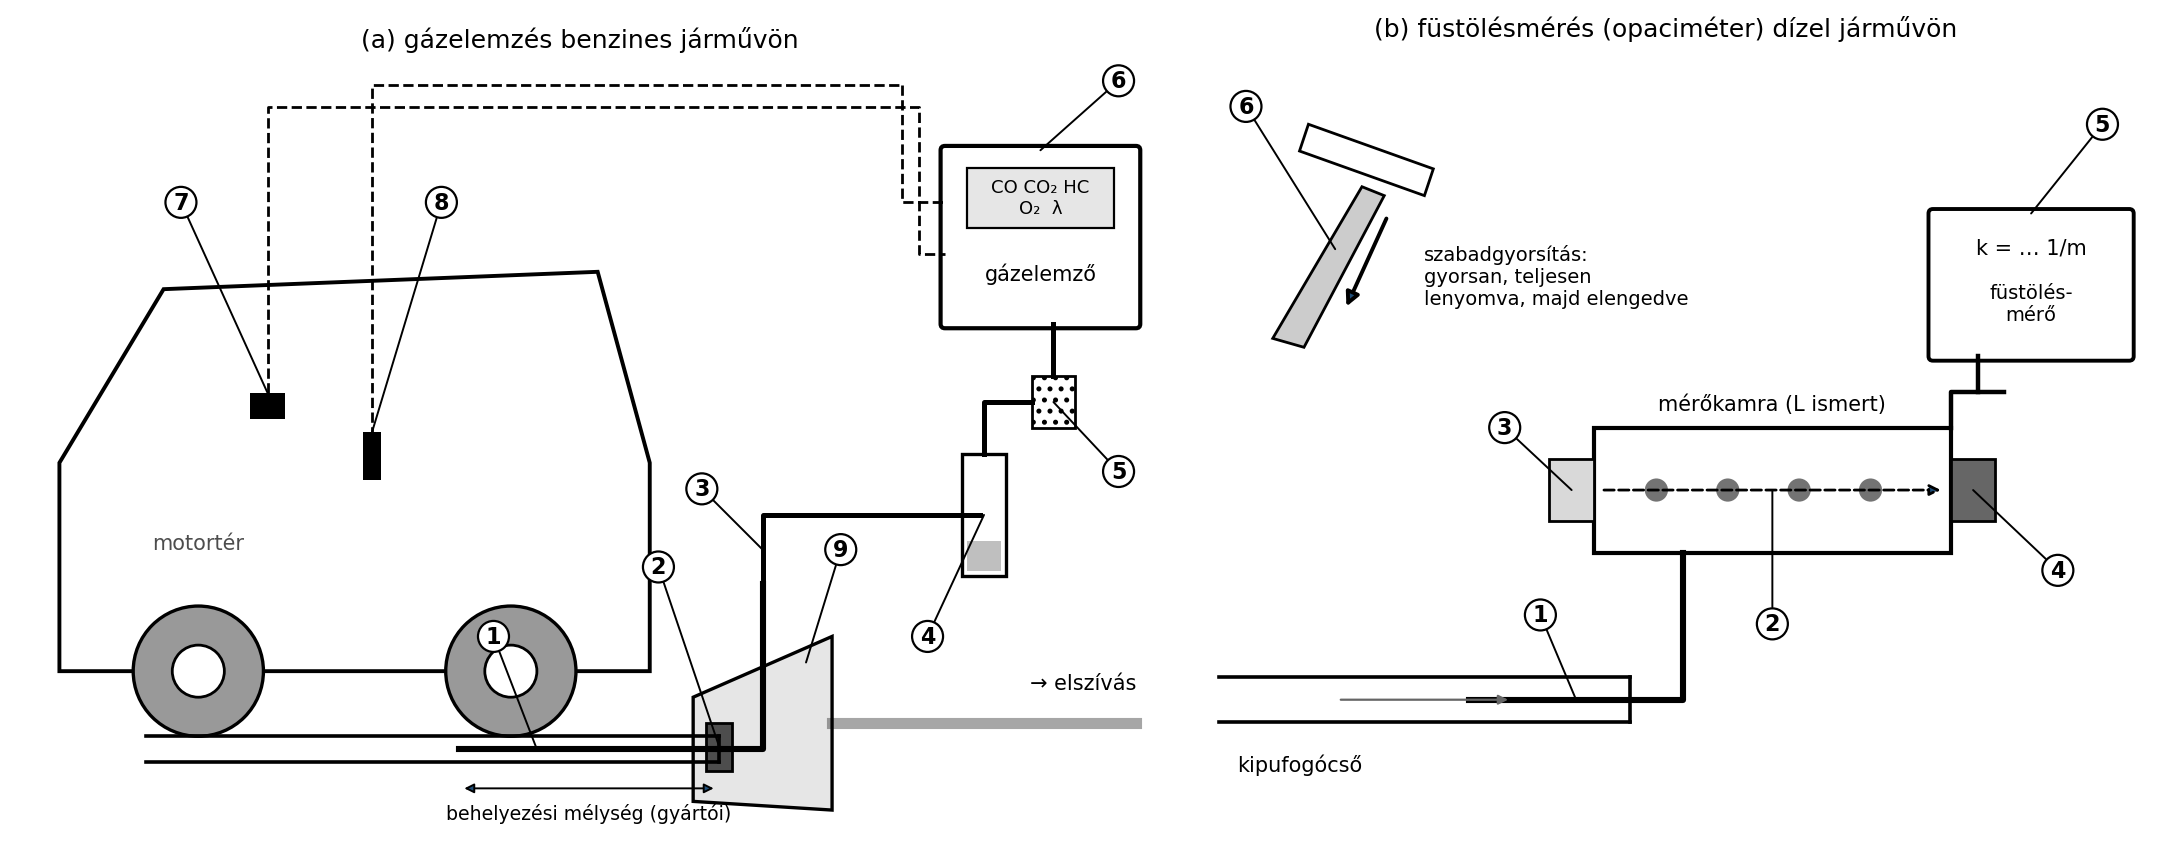 (a) gázelemzés benzines járművön
6
CO CO₂ HC
O₂ λ
gázelemző
7
8
5
3
9
2
motortér
1
4
→ elszívás
behelyezési mélység (gyártói)
(b) füstölésmérés (opaciméter) dízel járművön
6
5
szabadgyorsítás:
gyorsan, teljesen
lenyomva, majd elengedve
k = ... 1/m
füstölés-
mérő
mérőkamra (L ismert)
3
4
1
2
kipufogócső